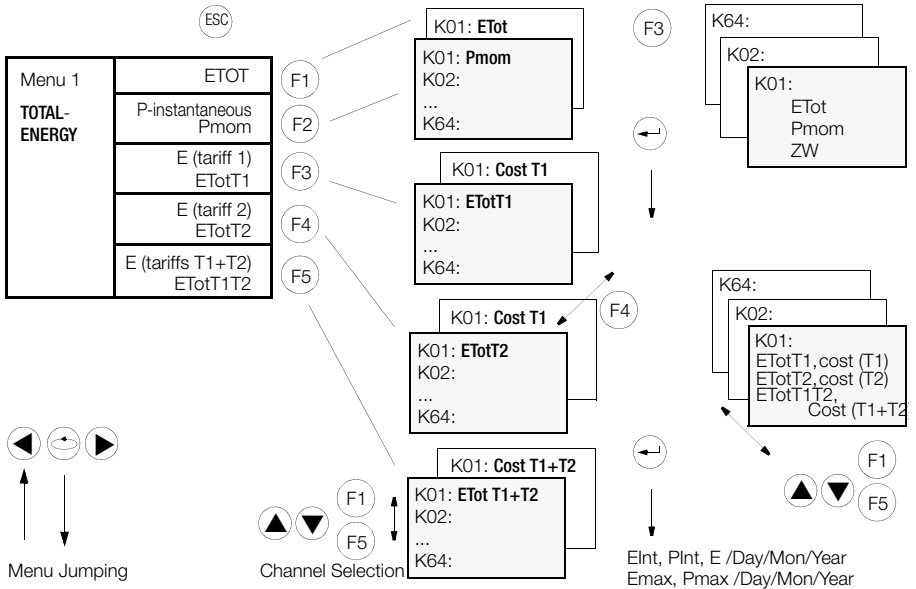 ESC
Menu 1
TOTAL-
ENERGY
ETOT
F1
P-instantaneous
Pmom
F2
E (tariff 1)
ETotT1
F3
E (tariff 2)
ETotT2
F4
E (tariffs T1+T2)
ETotT1T2
F5
K01: ETot
K01: Pmom
K02:
...
K64:
K01: Cost T1
K01: ETotT1
K02:
...
K64:
K01: Cost T1
K01: ETotT2
K02:
...
K64:
F4
K01: Cost T1+T2
K01: ETot T1+T2
K02:
...
K64:
F1
F5
Menu Jumping
Channel Selection
F3
K64:
K02:
K01:
ETot
Pmom
ZW
K64:
K02:
K01:
ETotT1, cost (T1)
ETotT2, cost (T2)
ETotT1T2,
Cost (T1+T2)
F1
F5
EInt, PInt, E /Day/Mon/Year
Emax, Pmax /Day/Mon/Year